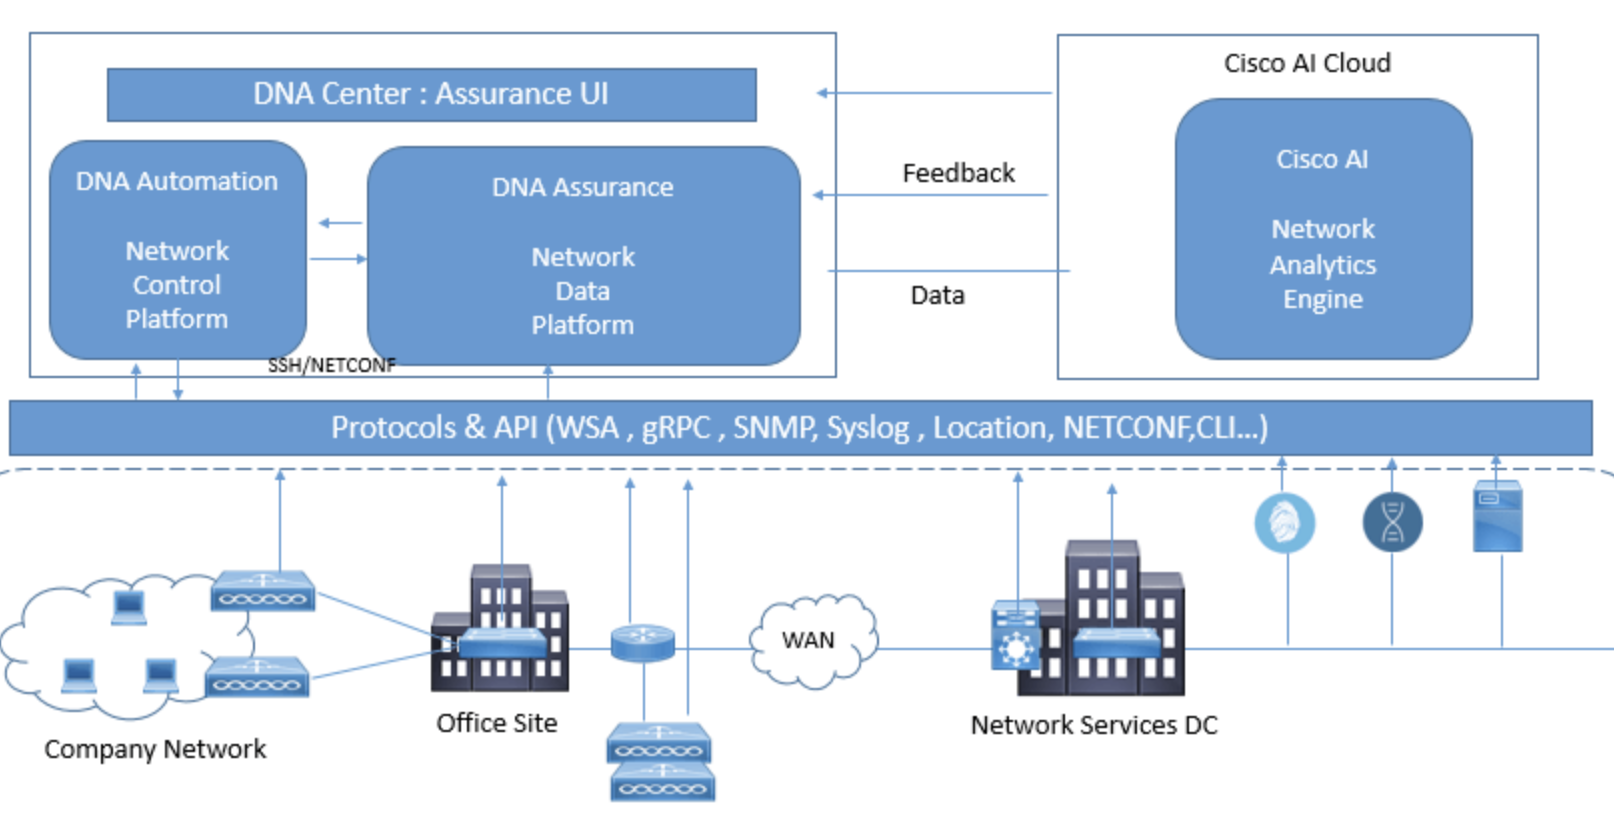 Cisco AI Cloud
DNA Center : Assurance UI
DNA Automation
Network
Control
Platform
DNA Assurance
Network
Data
Platform
Feedback
Data
Cisco AI
Network
Analytics
Engine
SSH/NETCONF
Protocols & API (WSA , gRPC , SNMP, Syslog , Location, NETCONF,CLI...)
WAN
Company Network
Office Site
Network Services DC